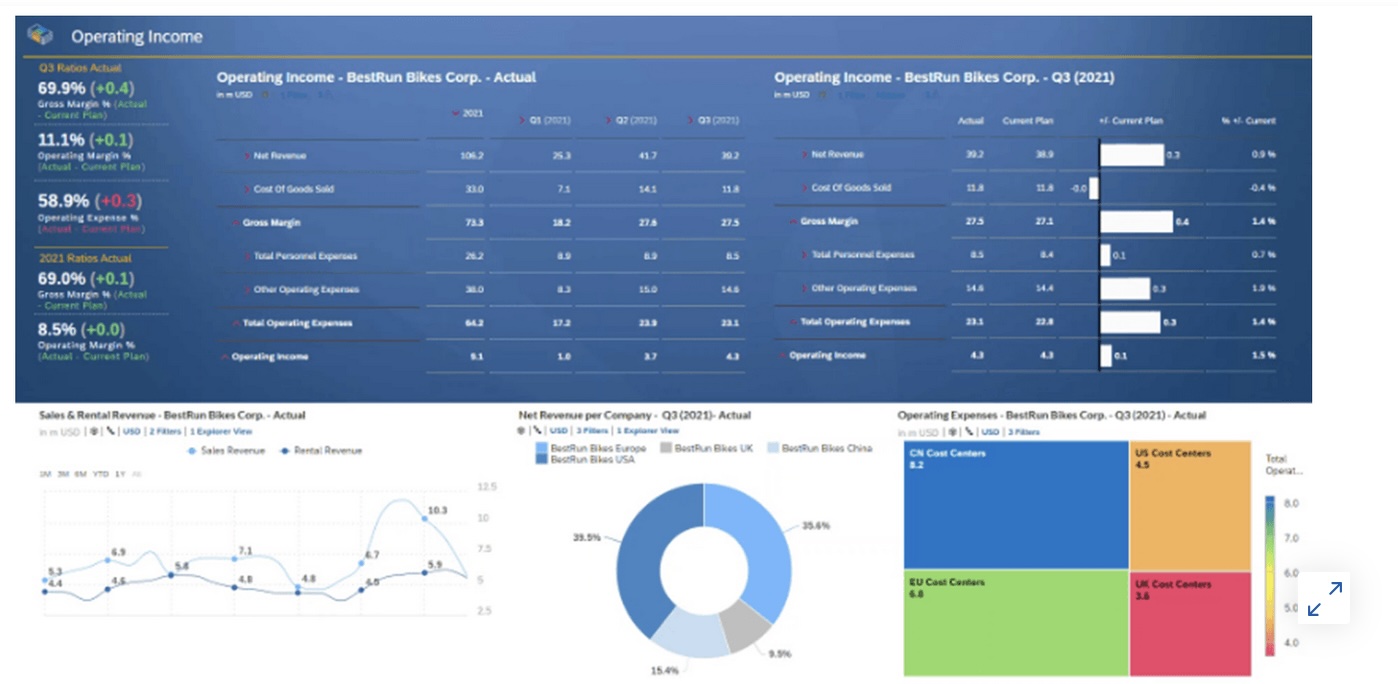 Operating Income
Q3 Ratios Actual
69.9% (+0.4)
Gross Margin % (Actual
- Current Plan)
11.1% (+0.1)
Operating Margin %
(Actual - Current Plan)
58.9% (+0.3)
Operating Expense %
(Actual - Current Plan)
2021 Ratios Actual
69.0% (+0.1)
Gross Margin % (Actual
- Current Plan)
8.5% (+0.0)
Operating Margin %
(Actual - Current Plan)
Operating Income - BestRun Bikes Corp. - Actual
in m USD
2021 Q1 (2021) Q2 (2021) Q3 (2021)
Net Revenue 106.2 25.3 41.7 39.2
Cost Of Goods Sold 33.0 7.1 14.1 11.8
Gross Margin 73.3 18.2 27.6 27.5
Total Personnel Expenses 26.2 8.9 8.9 8.5
Other Operating Expenses 38.0 8.3 15.0 14.6
Total Operating Expenses 64.2 17.2 23.9 23.1
Operating Income 9.1 1.0 3.7 4.3
Operating Income - BestRun Bikes Corp. - Q3 (2021)
in m USD
Actual Current Plan +/- Current Plan % +/- Current
Net Revenue 39.2 38.9 0.3 0.9 %
Cost Of Goods Sold 11.8 11.8 -0.0 -0.4 %
Gross Margin 27.5 27.1 0.4 1.4 %
Total Personnel Expenses 8.5 8.4 0.1 0.7 %
Other Operating Expenses 14.6 14.4 0.3 1.9 %
Total Operating Expenses 23.1 22.8 0.3 1.4 %
Operating Income 4.3 4.3 0.1 1.5 %
Sales & Rental Revenue - BestRun Bikes Corp. - Actual
in m USD | USD | 2 Filters | 1 Explorer View
Sales Revenue Rental Revenue
1M 3M 6M YTD 1Y All
12.5
10
7.5
5
2.5
5.3 6.9 5.8 7.1 4.8 6.7 10.3
4.4 4.6 4.8 4.5 5.9
Net Revenue per Company - Q3 (2021)- Actual
USD | 3 Filters | 1 Explorer View
BestRun Bikes Europe BestRun Bikes UK BestRun Bikes China
BestRun Bikes USA
35.6%
39.5%
9.5%
15.4%
Operating Expenses - BestRun Bikes Corp. - Q3 (2021) - Actual
in m USD | USD | 3 Filters
CN Cost Centers
8.2
US Cost Centers
4.5
EU Cost Centers
6.8
UK Cost Centers
3.6
Total
Operat...
8.0
7.0
6.0
5.0
4.0